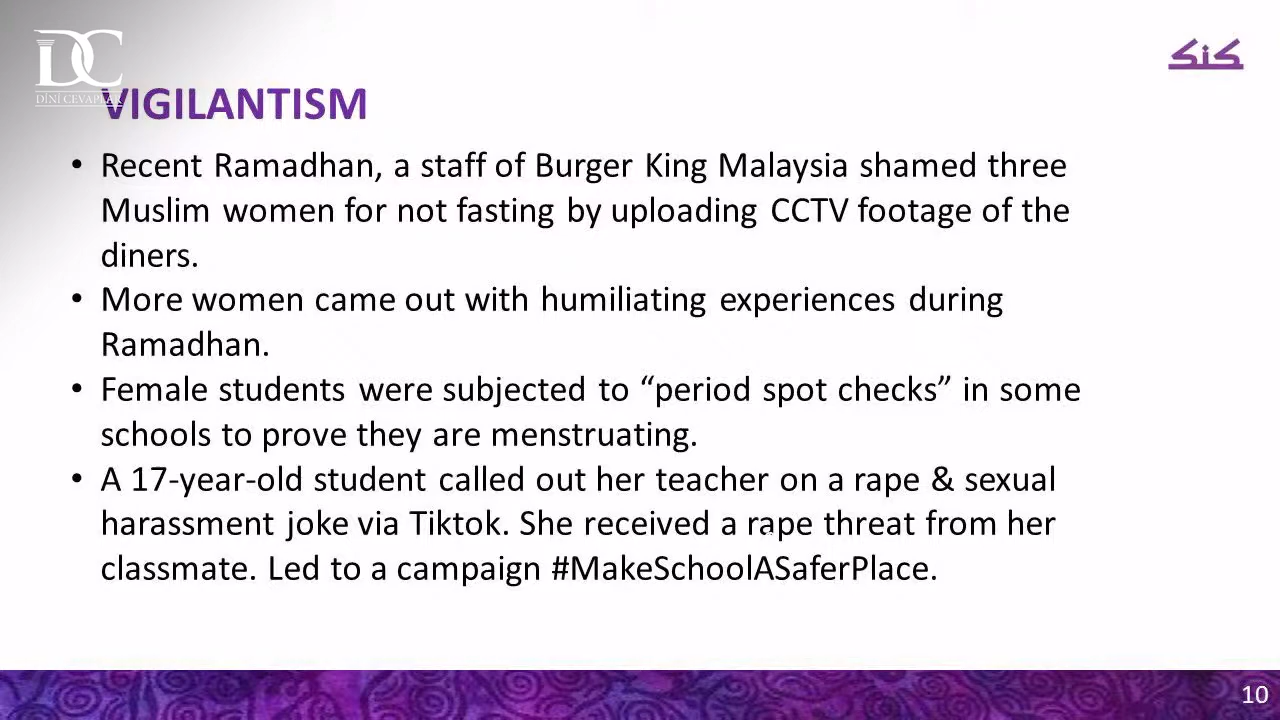 DC
DİNİ CEVAPLAR
VIGILANTISM
• Recent Ramadhan, a staff of Burger King Malaysia shamed three
Muslim women for not fasting by uploading CCTV footage of the
diners.
• More women came out with humiliating experiences during
Ramadhan.
• Female students were subjected to “period spot checks” in some
schools to prove they are menstruating.
• A 17-year-old student called out her teacher on a rape & sexual
harassment joke via Tiktok. She received a rape threat from her
classmate. Led to a campaign #MakeSchoolASaferPlace.
10